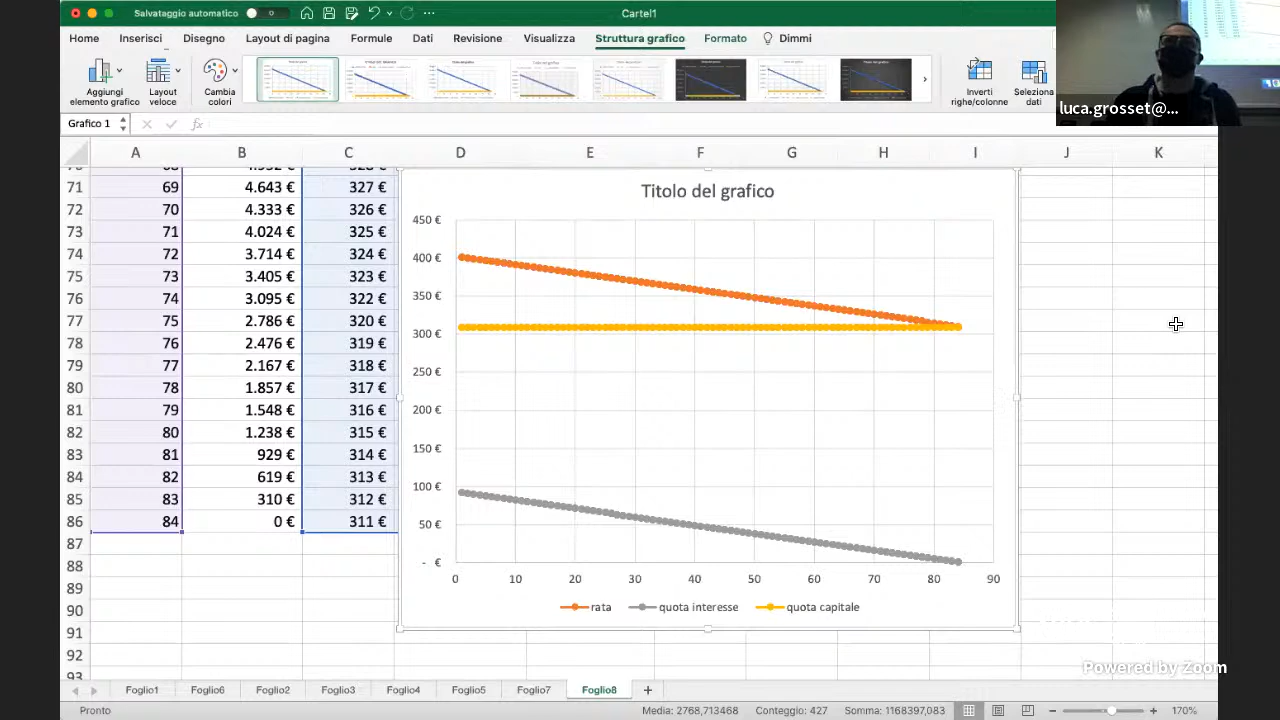 Salvataggio automatico
Cartel1
Home Inserisci Disegno di pagina Formule Struttura grafico Formato
Aggiungi elemento grafico
Layout veloce
Cambia colori
Inverti righe/colonne
Seleziona dati
luca.grosset@...
Grafico 1 fx
A B C D E F G H I J K
71 69 4.643 € 327 €
72 70 4.333 € 326 €
73 71 4.024 € 325 €
74 72 3.714 € 324 €
75 73 3.405 € 323 €
76 74 3.095 € 322 €
77 75 2.786 € 320 €
78 76 2.476 € 319 €
79 77 2.167 € 318 €
80 78 1.857 € 317 €
81 79 1.548 € 316 €
82 80 1.238 € 315 €
83 81 929 € 314 €
84 82 619 € 313 €
85 83 310 € 312 €
86 84 0 € 311 €
87
88
89
90
91
92
93
Titolo del grafico
450 €
400 €
350 €
300 €
250 €
200 €
150 €
100 €
50 €
- €
0 10 20 30 40 50 60 70 80 90
rata quota interesse quota capitale
Powered by Zoom
Foglio1 Foglio6 Foglio2 Foglio3 Foglio4 Foglio5 Foglio7 Foglio8 +
Pronto Media: 2768,713468 Conteggio: 427 Somma: 1168397,083 170%